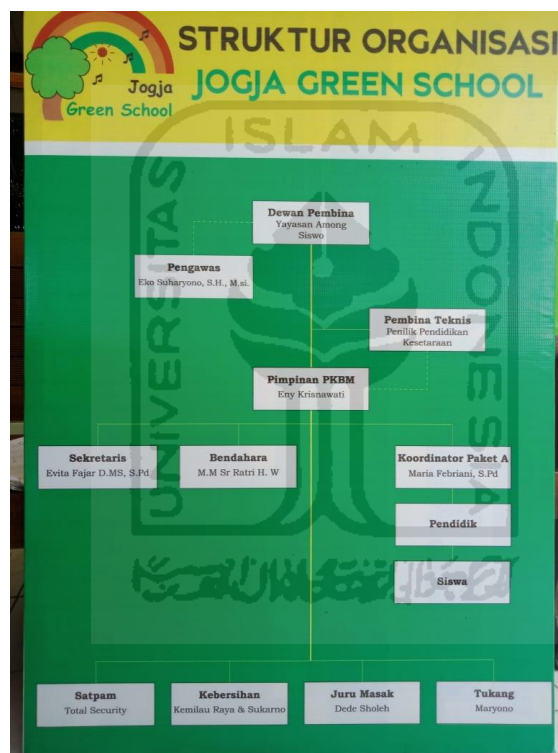 STRUKTUR ORGANISASI
JOGJA GREEN SCHOOL
Jogja
Green School
UNIVERSITAS ISLAM INDONESIA
Dewan Pembina
Yayasan Among
Siswo
Pengawas
Eko Suharyono, S.H., M.si.
Pembina Teknis
Penilik Pendidikan
Kesetaraan
Pimpinan PKBM
Eny Krisnawati
Sekretaris
Evita Fajar D.MS, S.Pd
Bendahara
M.M Sr Ratri H. W
Koordinator Paket A
Maria Febriani, S.Pd
Pendidik
Siswa
Satpam
Total Security
Kebersihan
Kemilau Raya & Sukarno
Juru Masak
Dede Sholeh
Tukang
Maryono